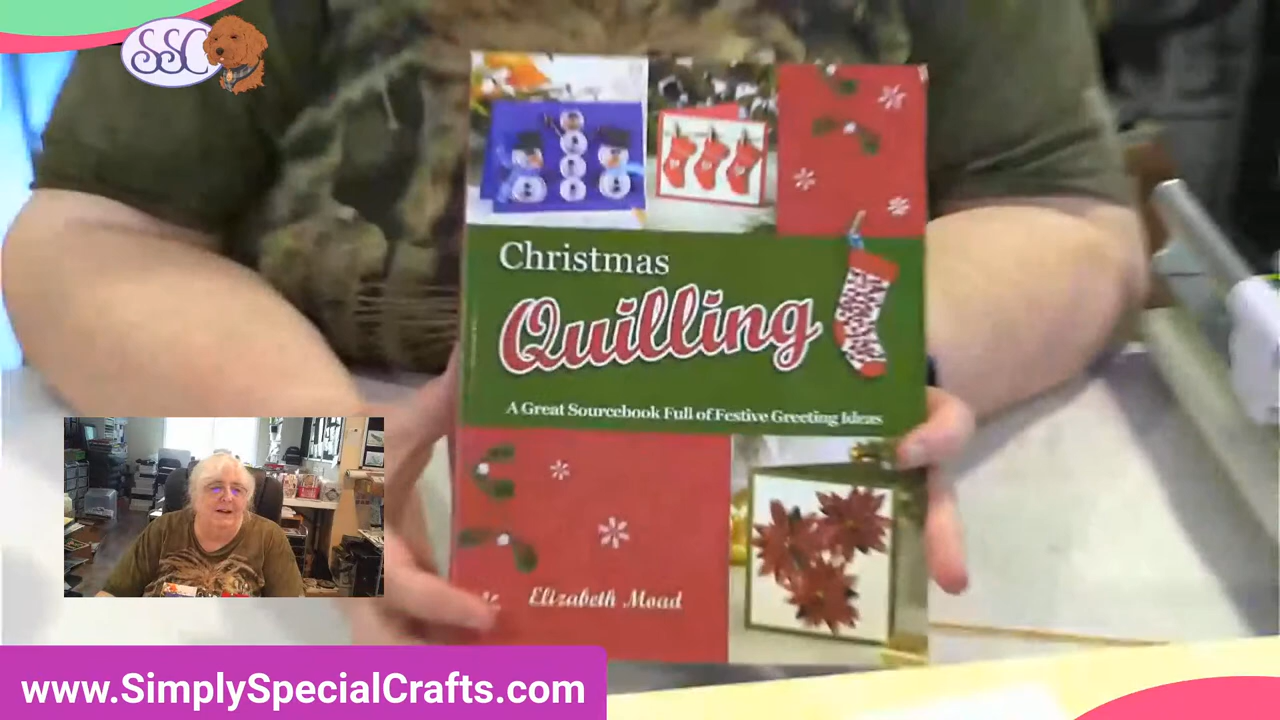 SSC
Christmas
Quilling
A Great Sourcebook Full of Festive Greeting Ideas
Elizabeth Moad
www.SimplySpecialCrafts.com